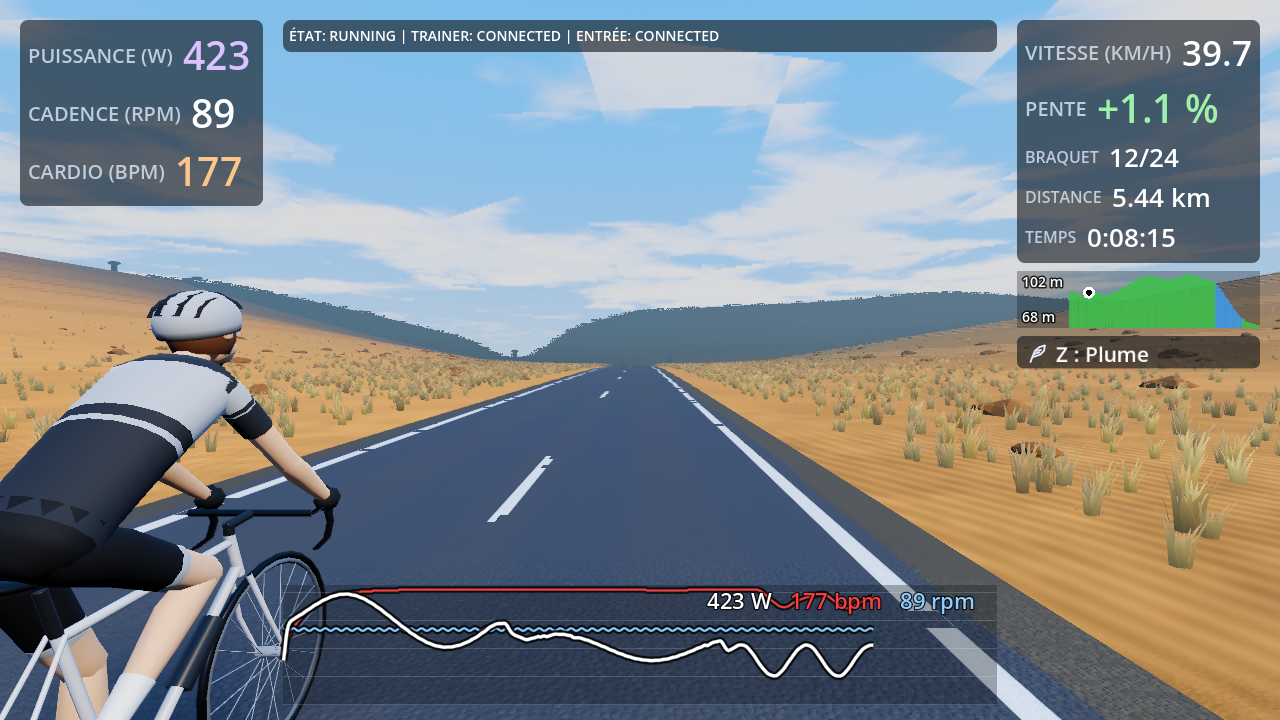 PUISSANCE (W) 423
CADENCE (RPM) 89
CARDIO (BPM) 177
ÉTAT: RUNNING | TRAINER: CONNECTED | ENTRÉE: CONNECTED
VITESSE (KM/H) 39.7
PENTE +1.1 %
BRAQUET 12/24
DISTANCE 5.44 km
TEMPS 0:08:15
102 m
68 m
Z : Plume
423 W 177 bpm 89 rpm